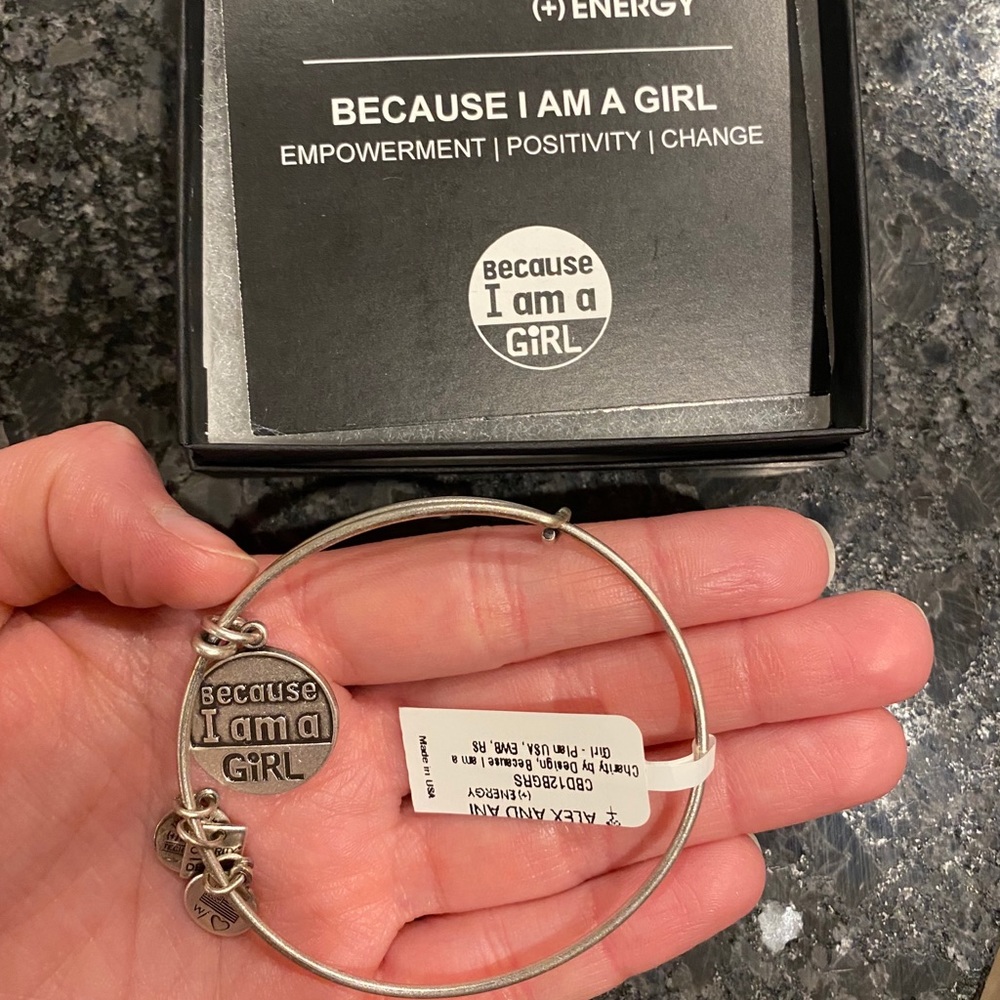 (+) ENERGY
BECAUSE I AM A GIRL
EMPOWERMENT | POSITIVITY | CHANGE
Because
I am a
GiRL
Because
I am a
GiRL
ALEX AND ANI
(+) ENERGY
CBD12BGRS
Charity by Design, Because I am a
Girl - Plan USA, EWB, RS
Made in USA
W/